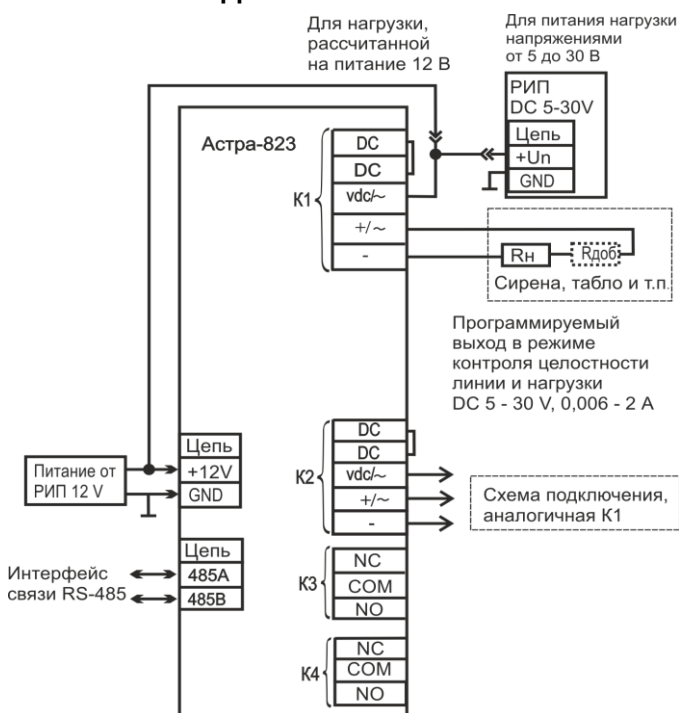 Для нагрузки,
рассчитанной
на питание 12 В
Для питания нагрузки
напряжениями
от 5 до 30 В
РИП
DC 5-30V
Цепь
+Un
GND
Астра-823
К1
DC
DC
vdc/~
+/~
-
Rн
Rдоб
Сирена, табло и т.п.
Программируемый
выход в режиме
контроля целостности
линии и нагрузки
DC 5 - 30 V, 0,006 - 2 А
Питание от
РИП 12 V
Цепь
+12V
GND
К2
DC
DC
vdc/~
+/~
-
Схема подключения,
аналогичная К1
Интерфейс
связи RS-485
Цепь
485A
485B
К3
NC
COM
NO
К4
NC
COM
NO